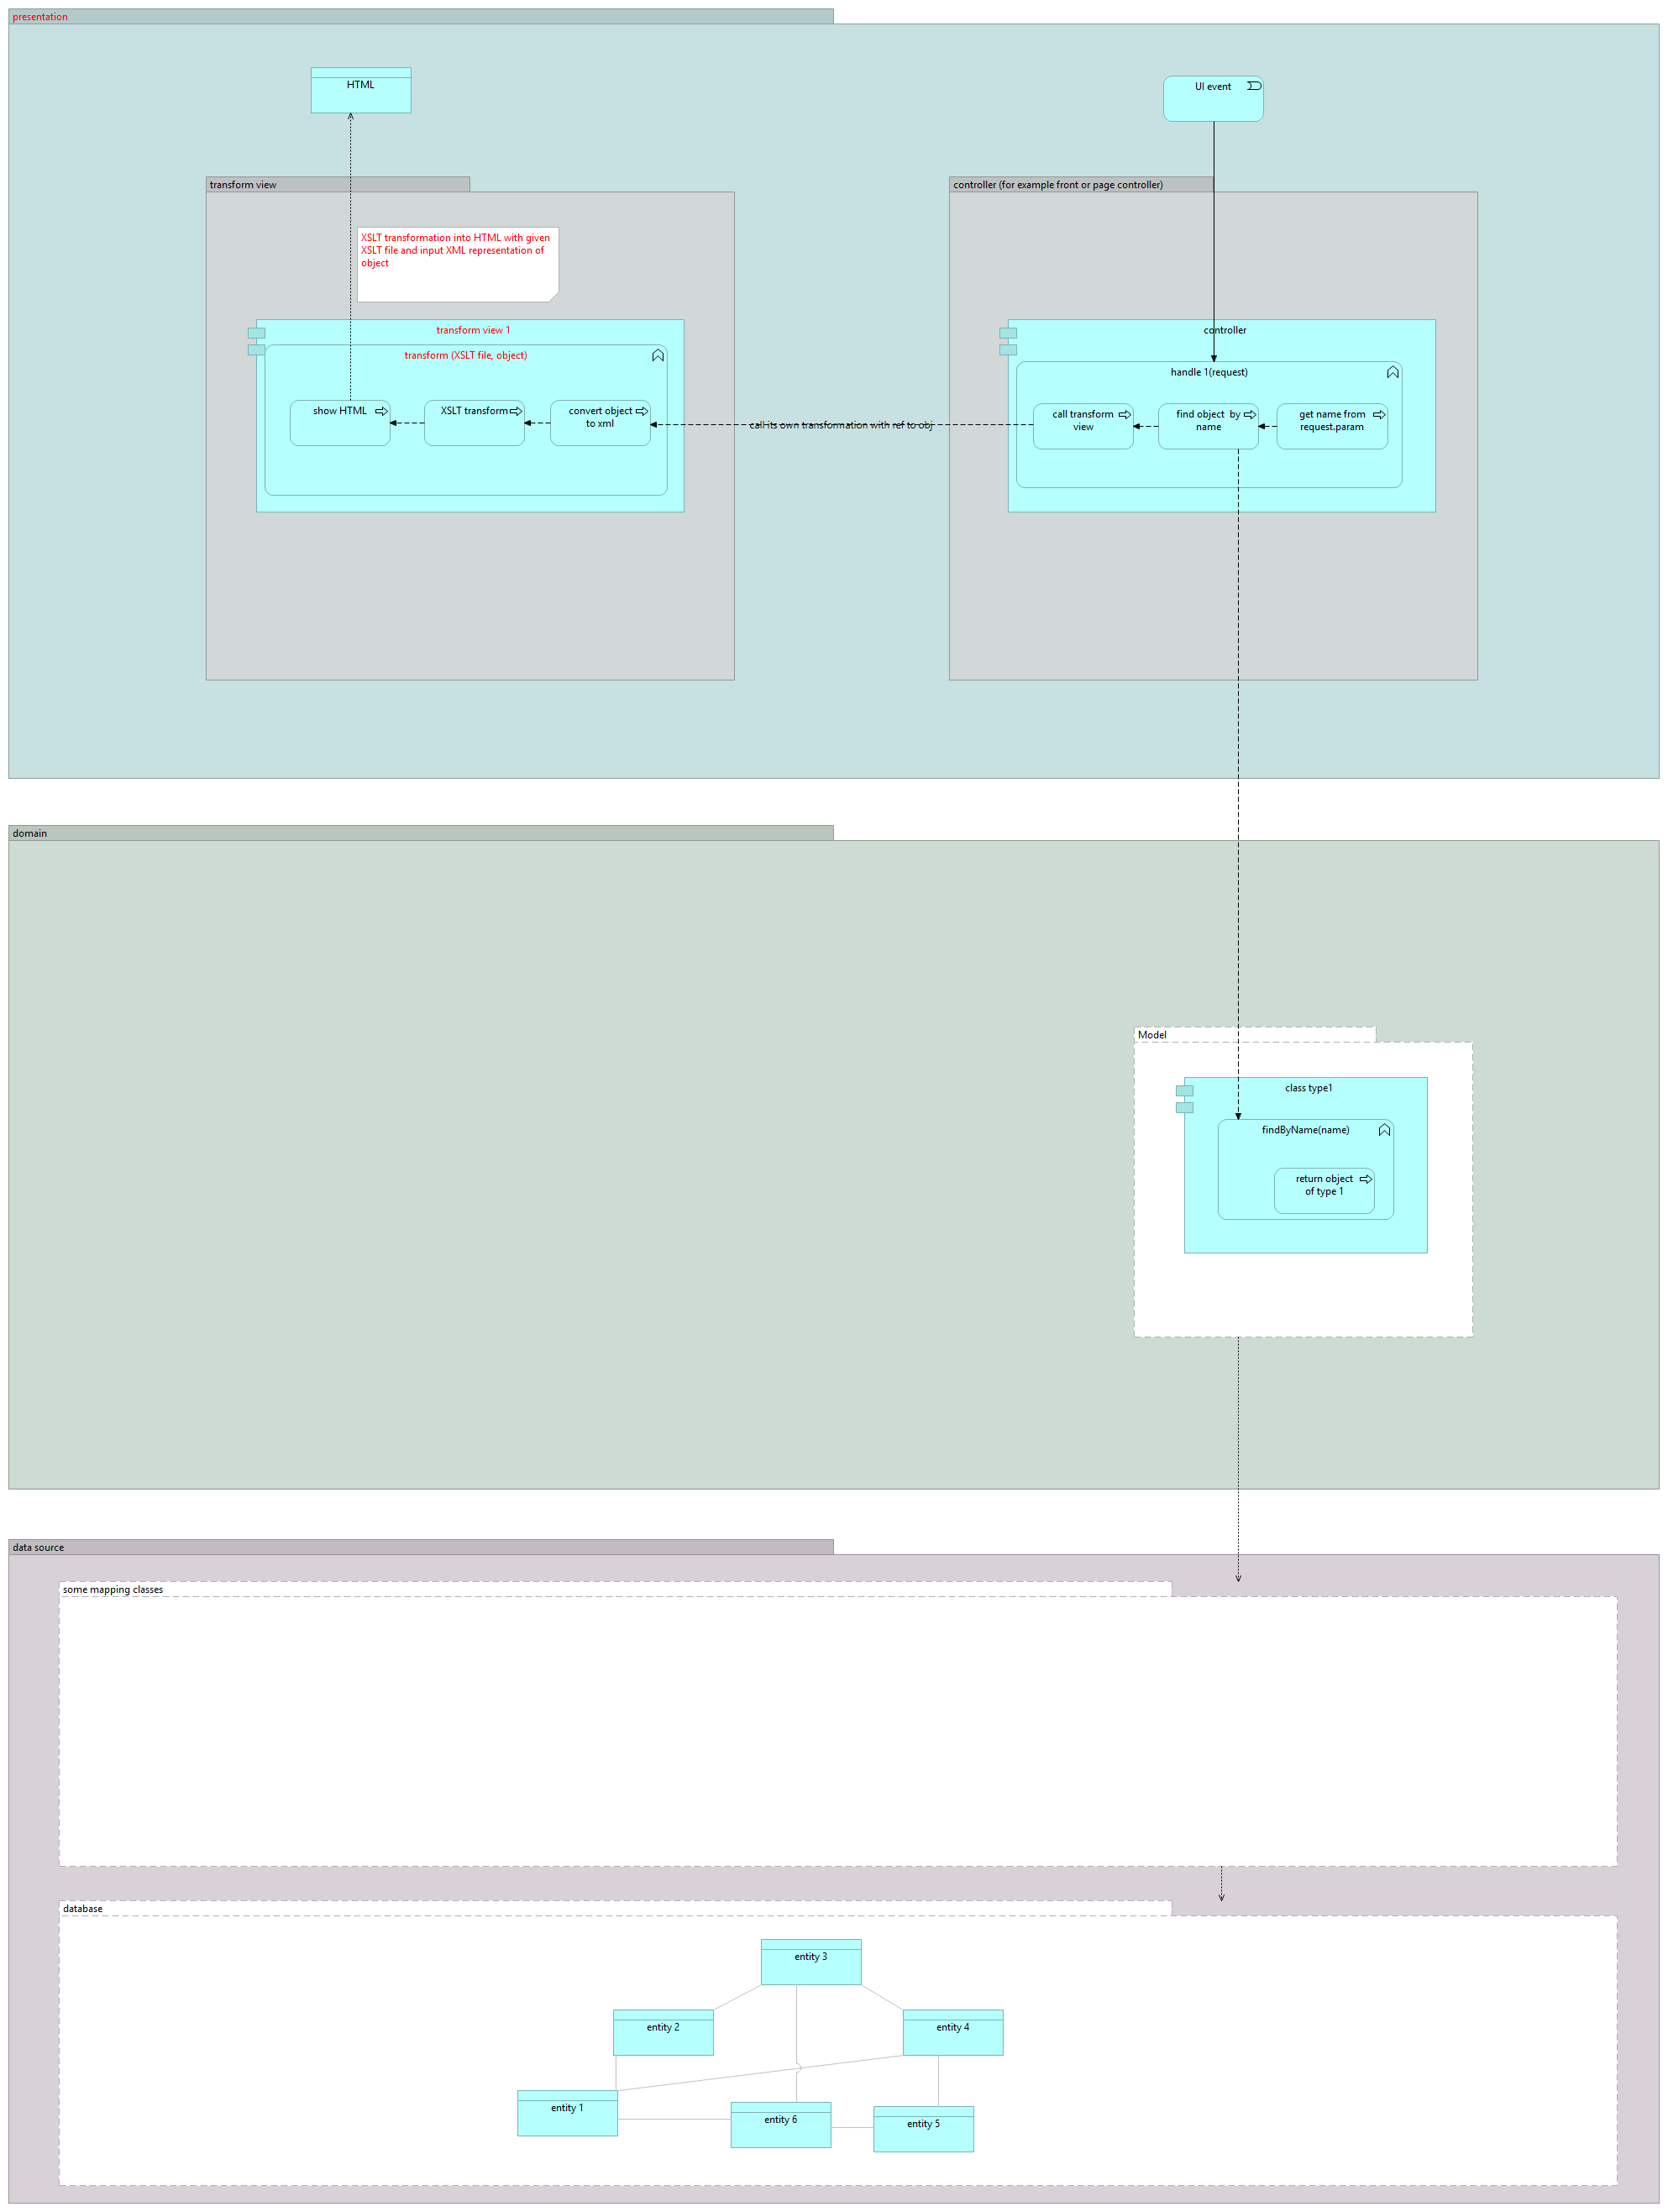 presentation
HTML
UI event
transform view
controller (for example front or page controller)
XSLT transformation into HTML with given
XSLT file and input XML representation of
object
transform view 1
transform (XSLT file, object)
show HTML
XSLT transform
convert object
to xml
call its own transformation with ref to obj
controller
handle 1(request)
call transform
view
find object  by
name
get name from
request.param
domain
Model
class type1
findByName(name)
return object
of type 1
data source
some mapping classes
database
entity 3
entity 2
entity 4
entity 1
entity 6
entity 5